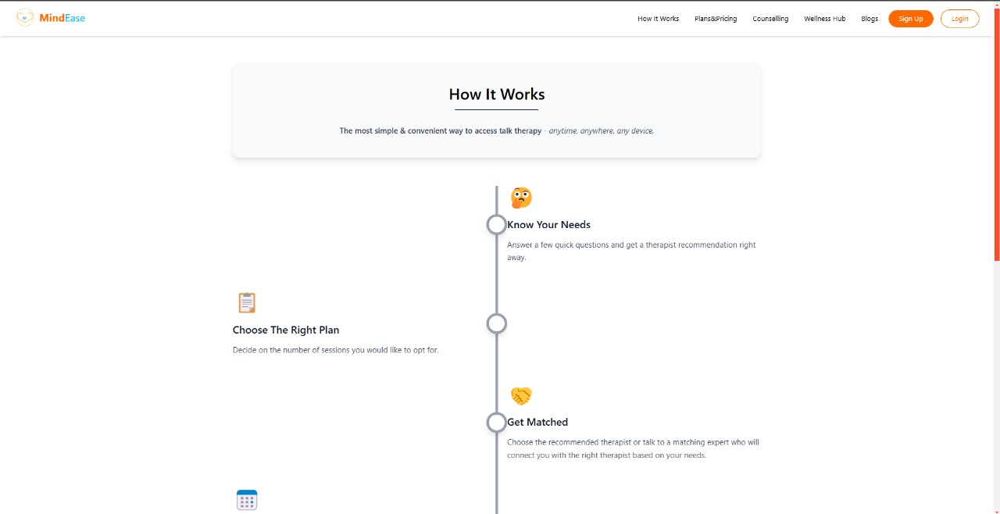 MindEase
How It Works
Plans&Pricing
Counselling
Wellness Hub
Blogs
Sign Up
Login
How It Works
The most simple & convenient way to access talk therapy - anytime, anywhere, any device.
Know Your Needs
Answer a few quick questions and get a therapist recommendation right
away.
Choose The Right Plan
Decide on the number of sessions you would like to opt for.
Get Matched
Choose the recommended therapist or talk to a matching expert who will
connect you with the right therapist based on your needs.